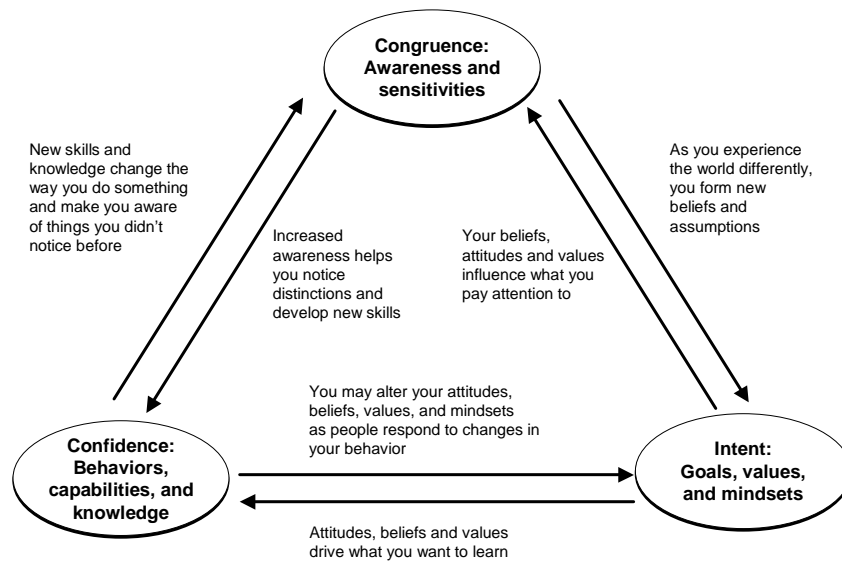 Congruence:
Awareness and
sensitivities
New skills and
knowledge change the
way you do something
and make you aware
of things you didn't
notice before
Increased
awareness helps
you notice
distinctions and
develop new skills
Your beliefs,
attitudes and values
influence what you
pay attention to
As you experience
the world differently,
you form new
beliefs and
assumptions
You may alter your attitudes,
beliefs, values, and mindsets
as people respond to changes in
your behavior
Confidence:
Behaviors,
capabilities, and
knowledge
Intent:
Goals, values,
and mindsets
Attitudes, beliefs and values
drive what you want to learn